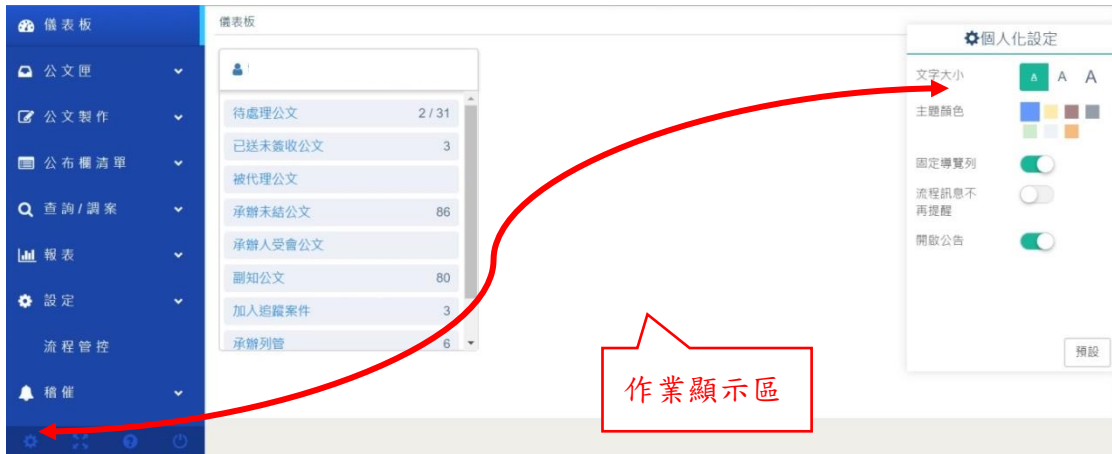 儀表板
公文匣
公文製作
公布欄清單
查詢/調案
報表
設定
流程管控
稽催
儀表板
待處理公文 2 / 31
已送未簽收公文 3
被代理公文
承辦未結公文 86
承辦人受會公文
副知公文 80
加入追蹤案件 3
承辦列管 6
作業顯示區
個人化設定
文字大小 A A A
主題顏色
固定導覽列
流程訊息不
再提醒
開啟公告
預設